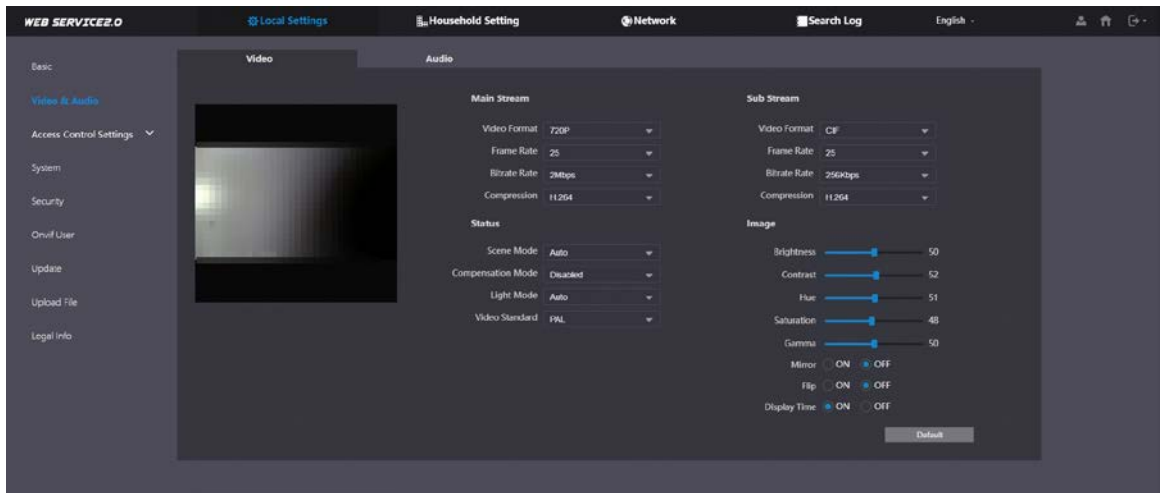 WEB SERVICE2.0
Local Settings
Household Setting
Network
Search Log
English
Basic
Video & Audio
Access Control Settings
System
Security
Onvif User
Update
Upload File
Legal Info
Video
Audio
Main Stream
Video Format 720P
Frame Rate 25
Bitrate Rate 2Mbps
Compression H.264
Status
Scene Mode Auto
Compensation Mode Disabled
Light Mode Auto
Video Standard PAL
Sub Stream
Video Format CIF
Frame Rate 25
Bitrate Rate 256Kbps
Compression H.264
Image
Brightness 50
Contrast 52
Hue 51
Saturation 48
Gamma 50
Mirror ON OFF
Flip ON OFF
Display Time ON OFF
Default